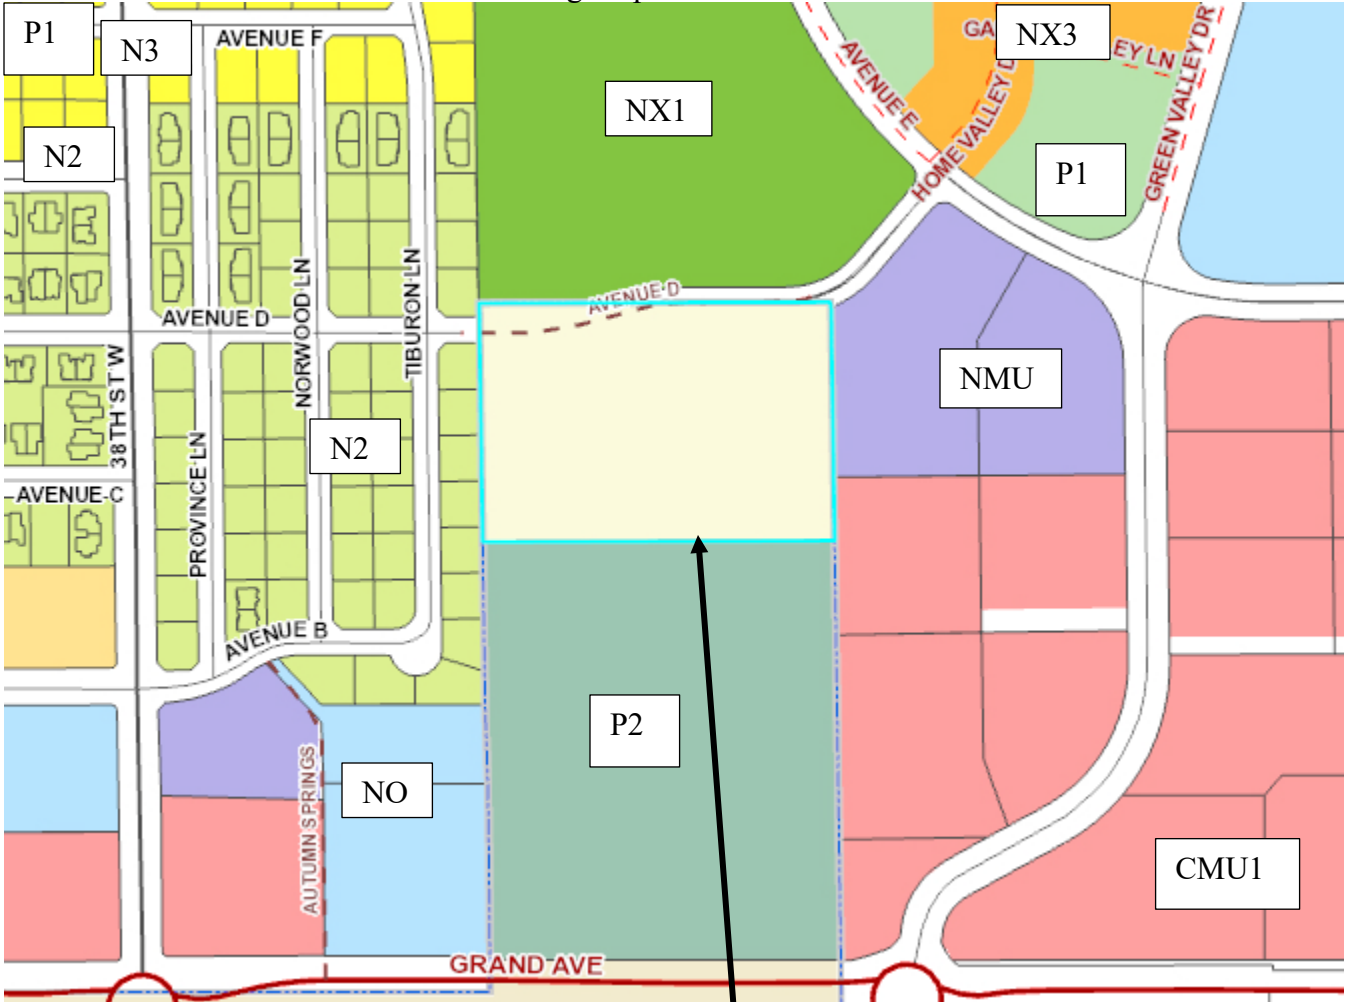 P1
N3
AVENUE F
N2
NX1
GA
NX3
EY LN
AVENUE E
HOME VALLEY D
GREEN VALLEY DR
P1
NORWOOD LN
TIBURON LN
AVENUE D
AVENUE D
38TH ST W
NMU
N2
PROVINCE LN
AVENUE C
AVENUE B
P2
AUTUMN SPRINGS
NO
CMU1
GRAND AVE